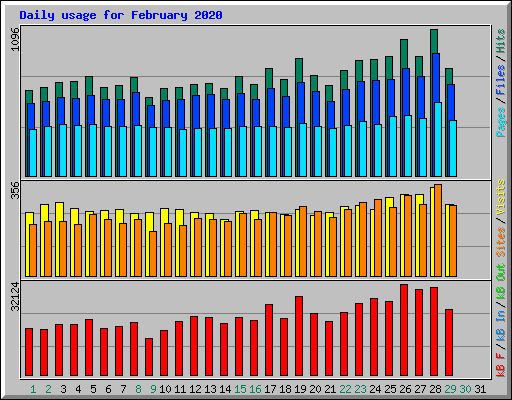 Daily usage for February 2020
1096
Pages / Files / Hits
356
Sites / Visits
32124
kB F / kB In / kB Out
1 2 3 4 5 6 7 8 9 10 11 12 13 14 15 16 17 18 19 20 21 22 23 24 25 26 27 28 29 30 31